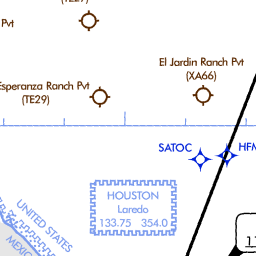 (TE27)
Pvt
El Jardin Ranch Pvt
(XA66)
Esperanza Ranch Pvt
(TE29)
SATOC
HFM
HOUSTON
Laredo
133.75 354.0
UNITED STATES
MEXICO